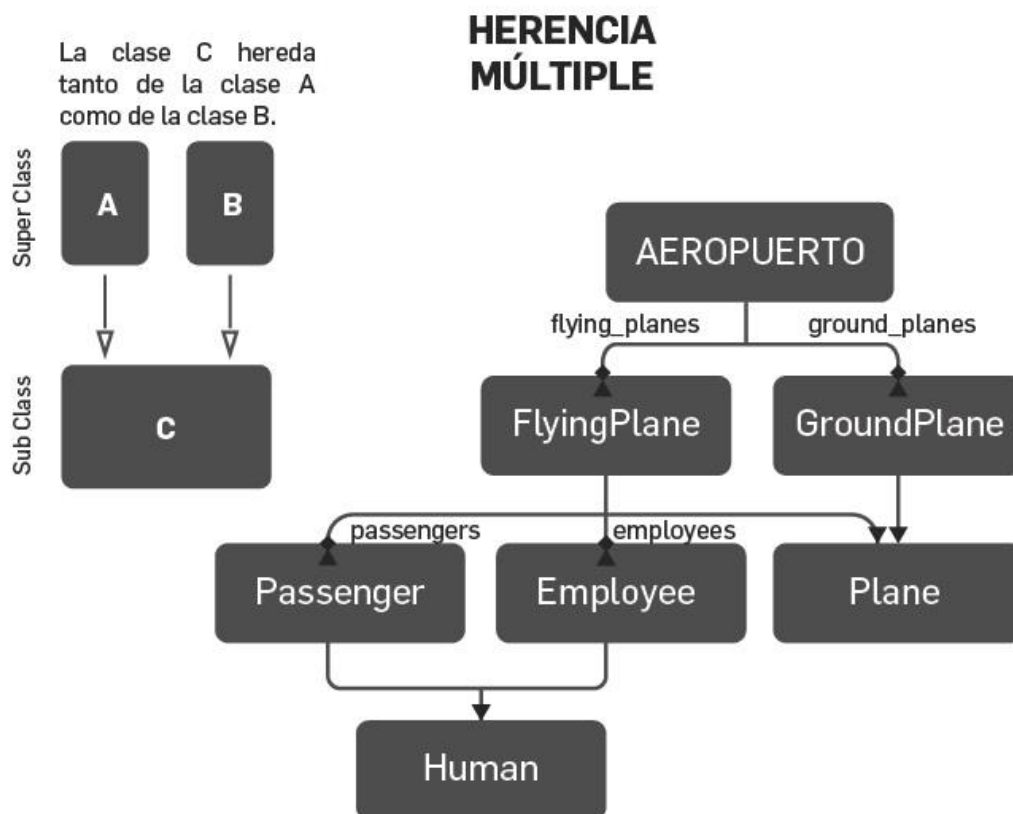 HERENCIA
MÚLTIPLE
La clase C hereda
tanto de la clase A
como de la clase B.
Super Class
A
B
Sub Class
C
AEROPUERTO
flying_planes
ground_planes
FlyingPlane
GroundPlane
passengers
employees
Passenger
Employee
Plane
Human